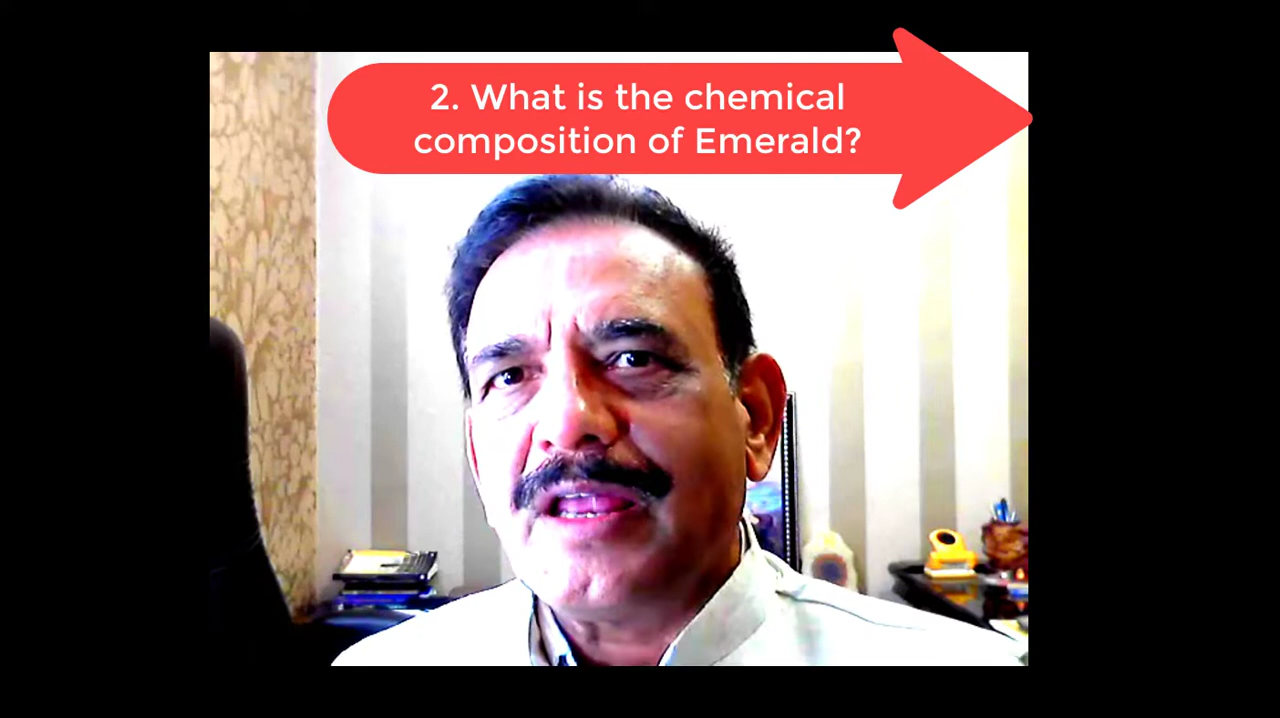 2. What is the chemical
composition of Emerald?